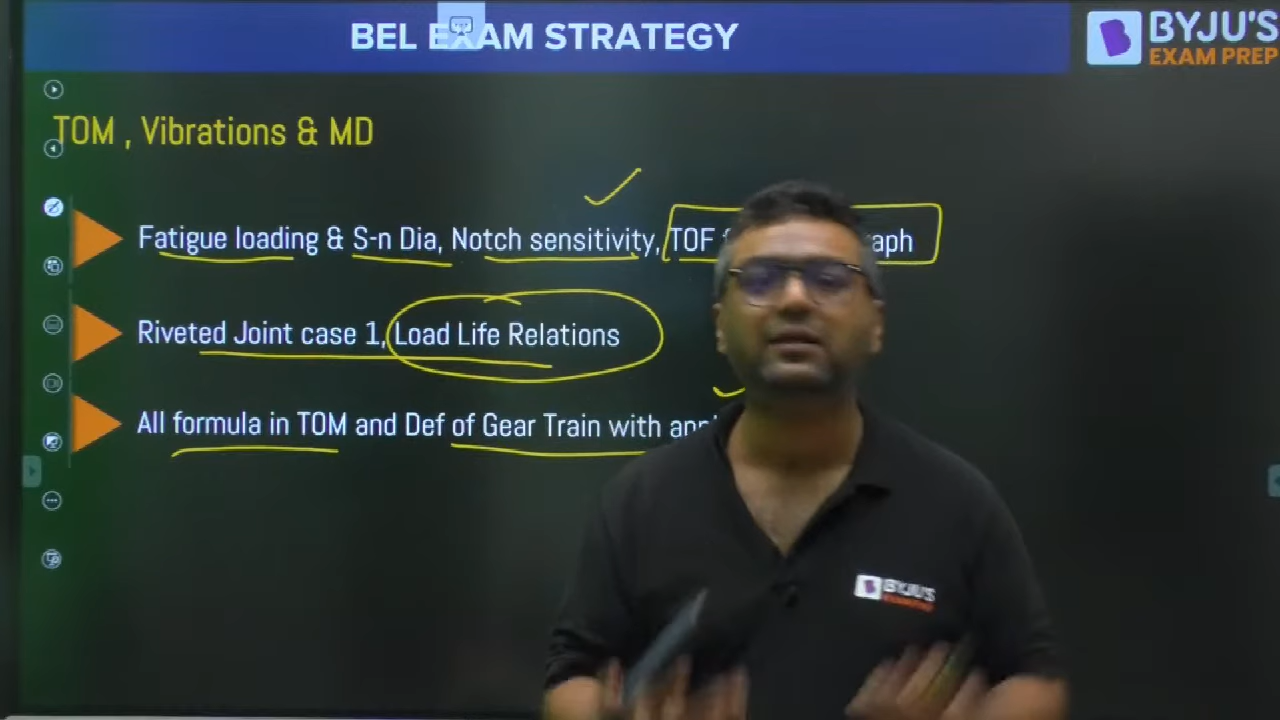 BEL EXAM STRATEGY
BYJU'S
EXAM PREP
TOM , Vibrations & MD
Fatigue loading & S-n Dia, Notch sensitivity, TOF
Riveted Joint case 1, Load Life Relations
All formula in TOM and Def of Gear Train with
BYJU'S